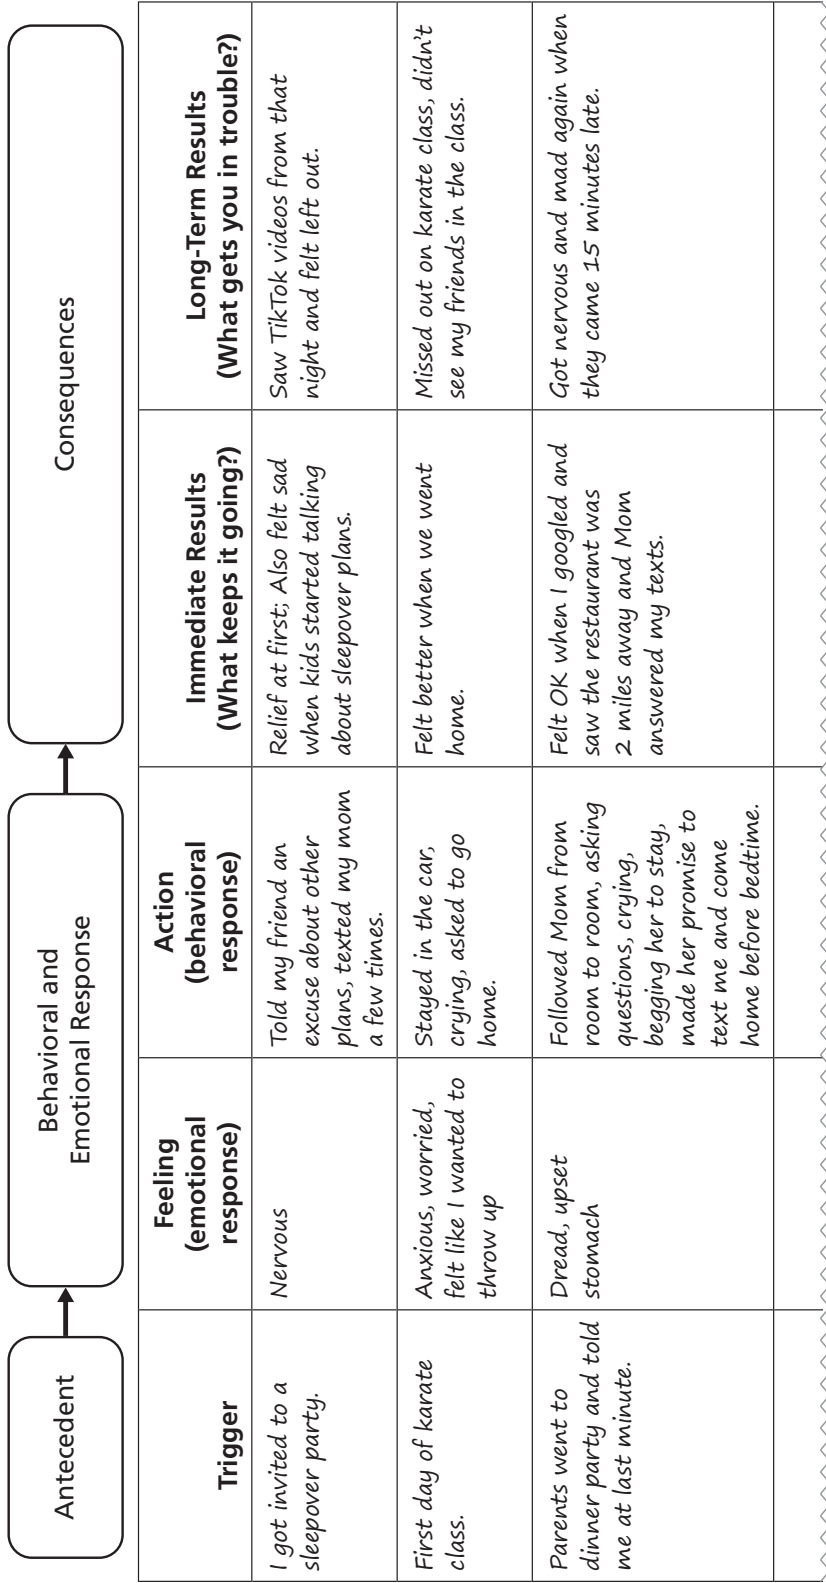 Antecedent
Behavioral and
Emotional Response
Consequences
Trigger
Feeling
(emotional
response)
Action
(behavioral
response)
Immediate Results
(What keeps it going?)
Long-Term Results
(What gets you in trouble?)
I got invited to a
sleepover party.
Nervous
Told my friend an
excuse about other
plans, texted my mom
a few times.
Relief at first; Also felt sad
when kids started talking
about sleepover plans.
Saw TikTok videos from that
night and felt left out.
First day of karate
class.
Anxious, worried,
felt like I wanted to
throw up
Stayed in the car,
crying, asked to go
home.
Felt better when we went
home.
Missed out on karate class, didn't
see my friends in the class.
Parents went to
dinner party and told
me at last minute.
Dread, upset
stomach
Followed Mom from
room to room, asking
questions, crying,
begging her to stay,
made her promise to
text me and come
home before bedtime.
Felt OK when I googled and
saw the restaurant was
2 miles away and Mom
answered my texts.
Got nervous and mad again when
they came 15 minutes late.